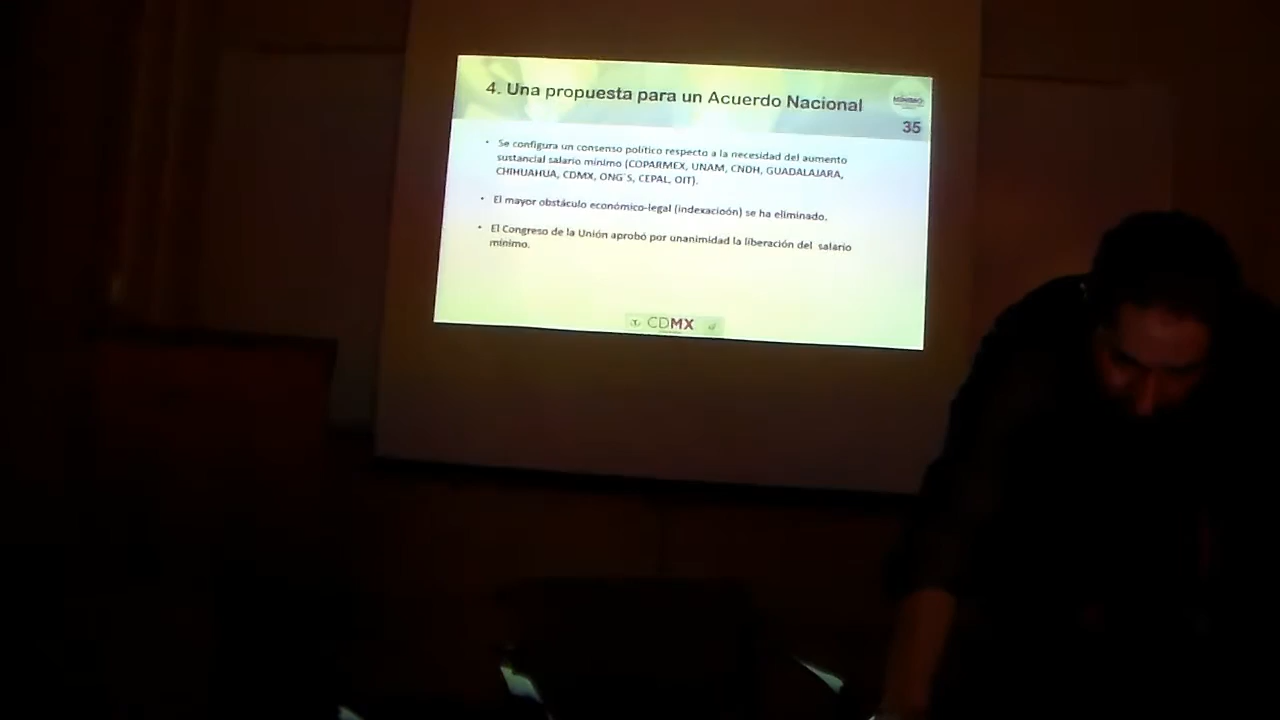 4. Una propuesta para un Acuerdo Nacional
35
• Se configura un consenso político respecto a la necesidad del aumento
sustancial salario mínimo (COPARMEX, UNAM, CNDH, GUADALAJARA,
CHIHUAHUA, CDMX, ONG´S, CEPAL, OIT).
• El mayor obstáculo económico-legal (indexacioón) se ha eliminado.
• El Congreso de la Unión aprobó por unanimidad la liberación del salario
mínimo.
CDMX